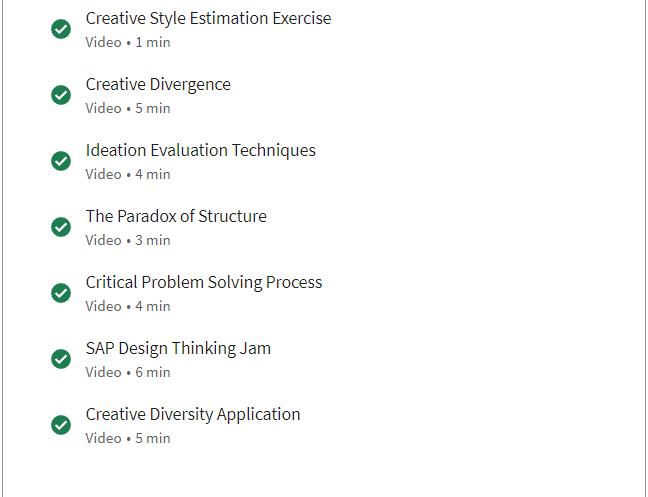 Creative Style Estimation Exercise
Video • 1 min
Creative Divergence
Video • 5 min
Ideation Evaluation Techniques
Video • 4 min
The Paradox of Structure
Video • 3 min
Critical Problem Solving Process
Video • 4 min
SAP Design Thinking Jam
Video • 6 min
Creative Diversity Application
Video • 5 min